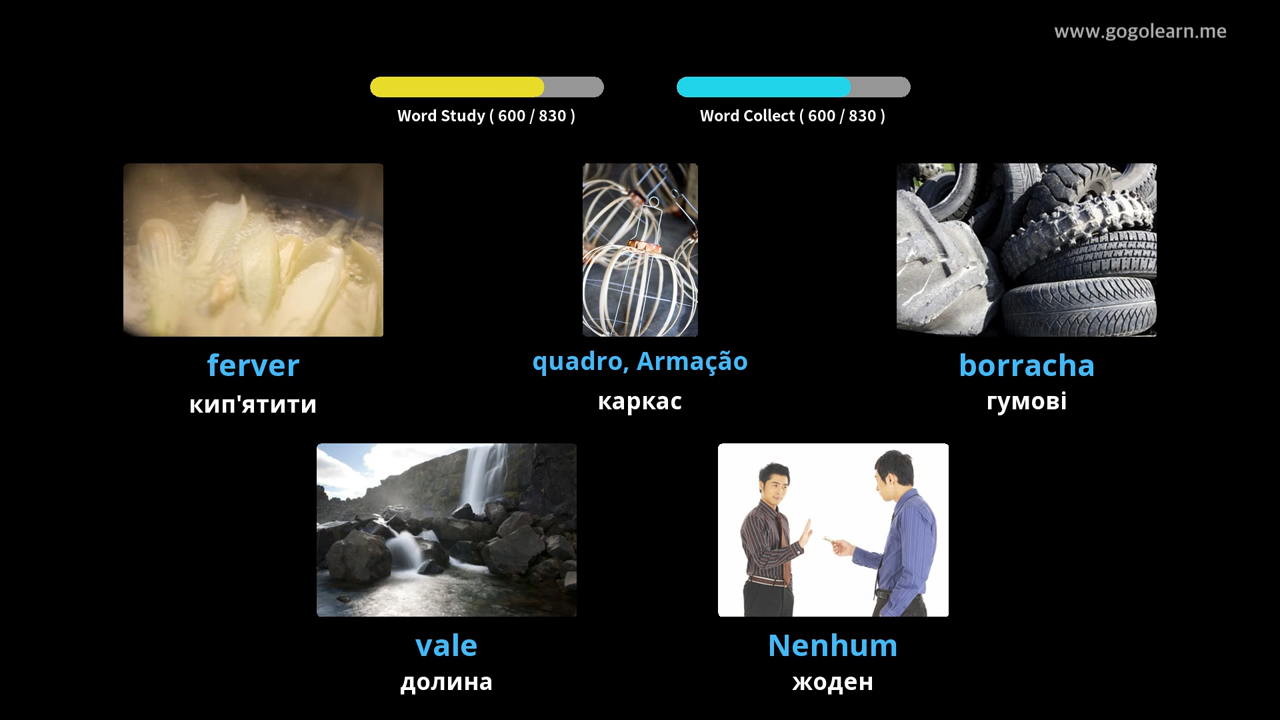 www.gogolearn.me
Word Study ( 600 / 830 )
Word Collect ( 600 / 830 )
ferver
кип'ятити
quadro, Armação
каркас
borracha
гумові
vale
долина
Nenhum
жоден